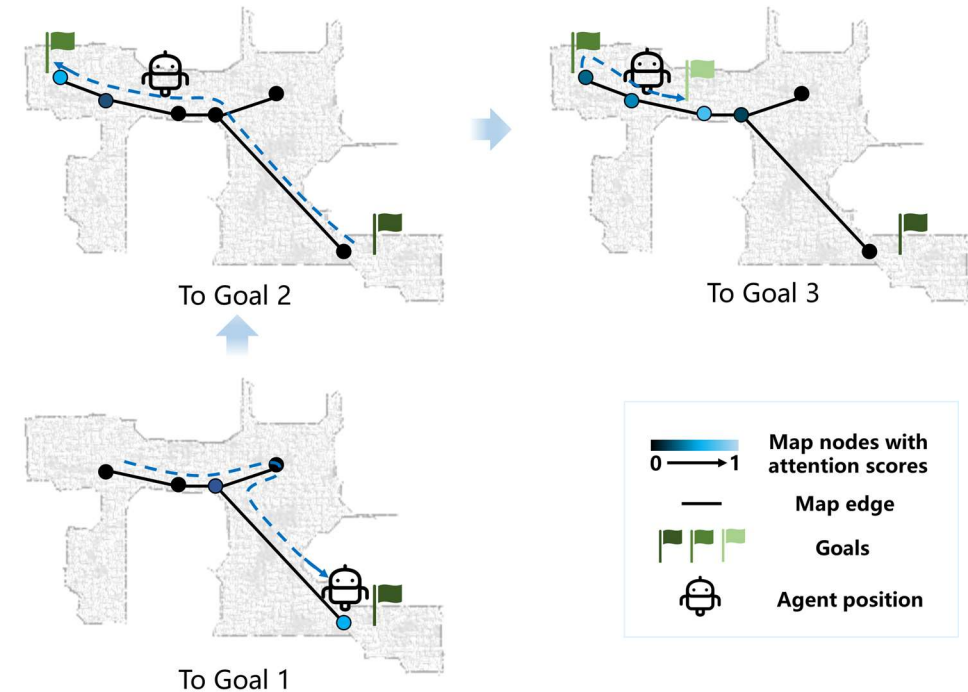 To Goal 2
To Goal 3
To Goal 1
0 1
Map nodes with
attention scores
Map edge
Goals
Agent position